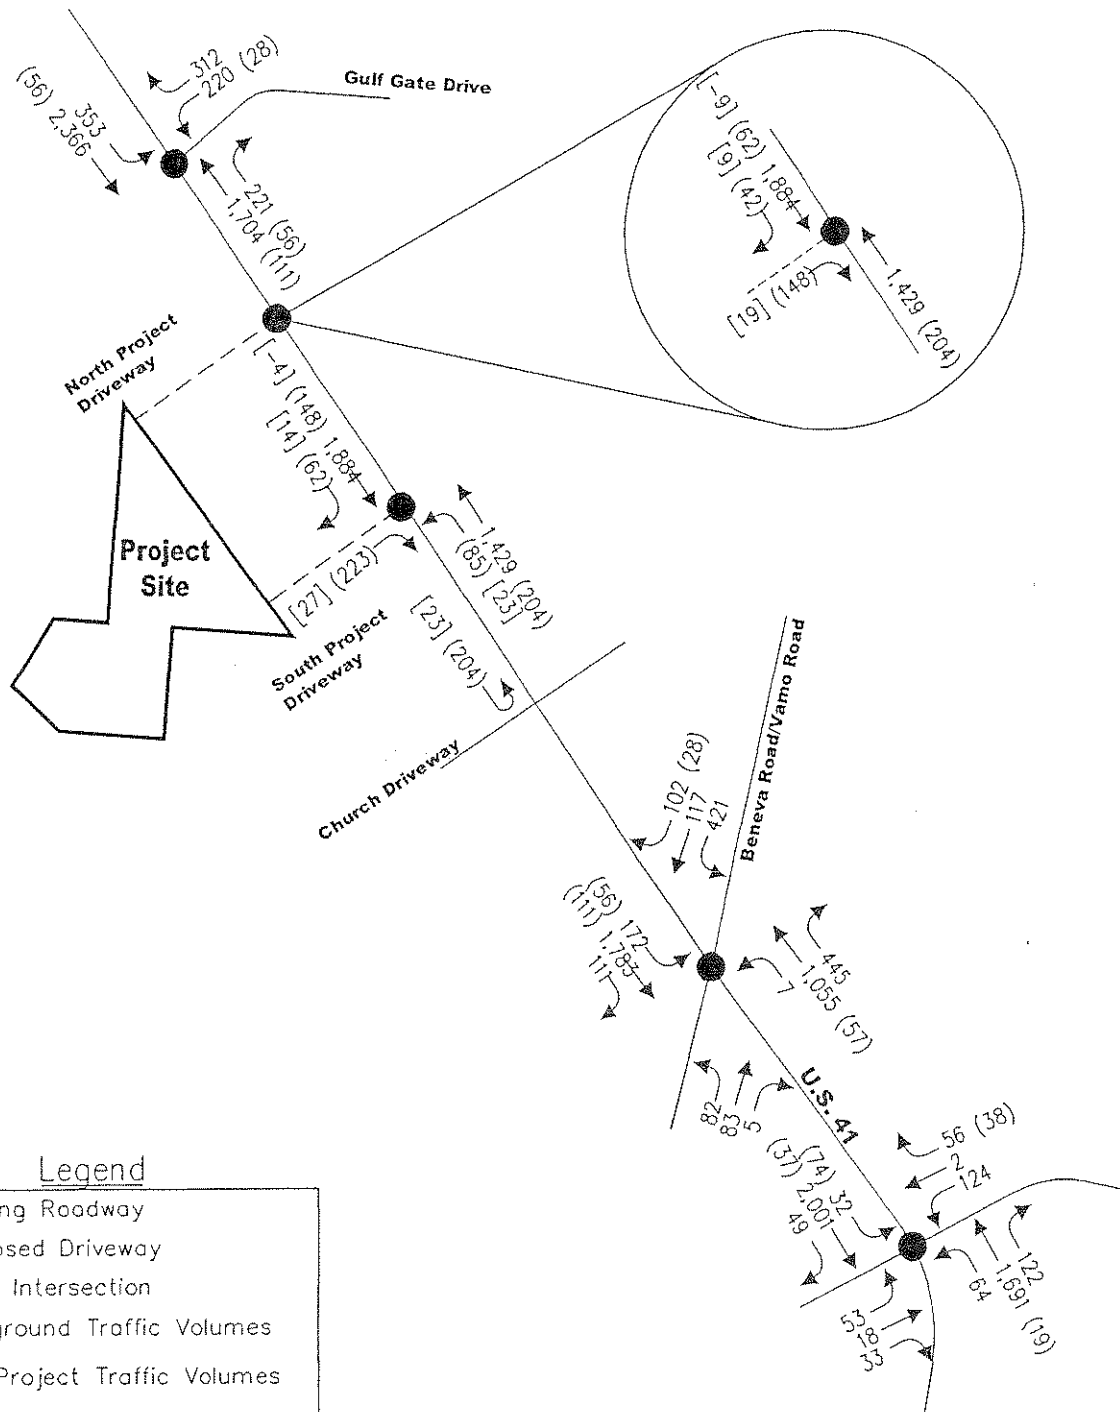 312
220 (28)
Gulf Gate Drive
353
(56) 2,366
221 (56)
1,704 (111)
[-9] (62) 1,884
[9] (42)
[19] (148)
1,429 (204)
North Project
Driveway
[-4] (148) 1,884
[14] (62)
Project
Site
[27] (223)
1,429 (204)
(85) [23]
South Project
Driveway
[23] (204)
Church Driveway
Beneva Road/Vamo Road
102 (28)
117
421
(56) 172
(111) 1,783
111
445
1,055 (57)
7
82
83
5
U.S. 41
(74) 32
(37) 2,001
49
56 (38)
2
124
122
1,691 (19)
64
53
Legend
ng Roadway
osed Driveway
Intersection
ground Traffic Volumes
Project Traffic Volumes